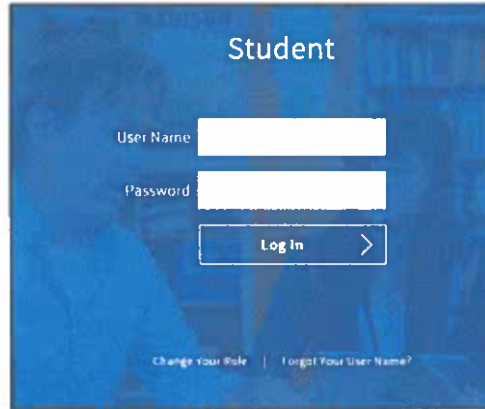 Student
User Name
Password
Log In
Change Your Role | Forgot Your User Name?